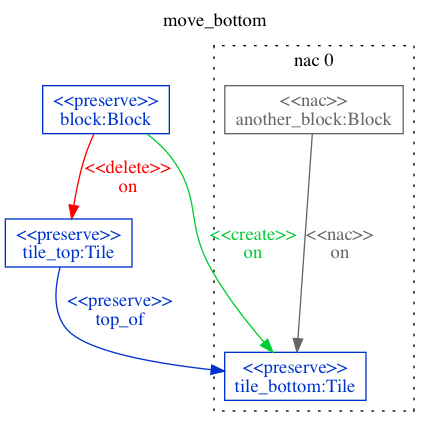 move_bottom
nac 0
<<preserve>>
block:Block
<<nac>>
another_block:Block
<<delete>>
on
<<preserve>>
tile_top:Tile
<<create>>
on
<<nac>>
on
<<preserve>>
top_of
<<preserve>>
tile_bottom:Tile